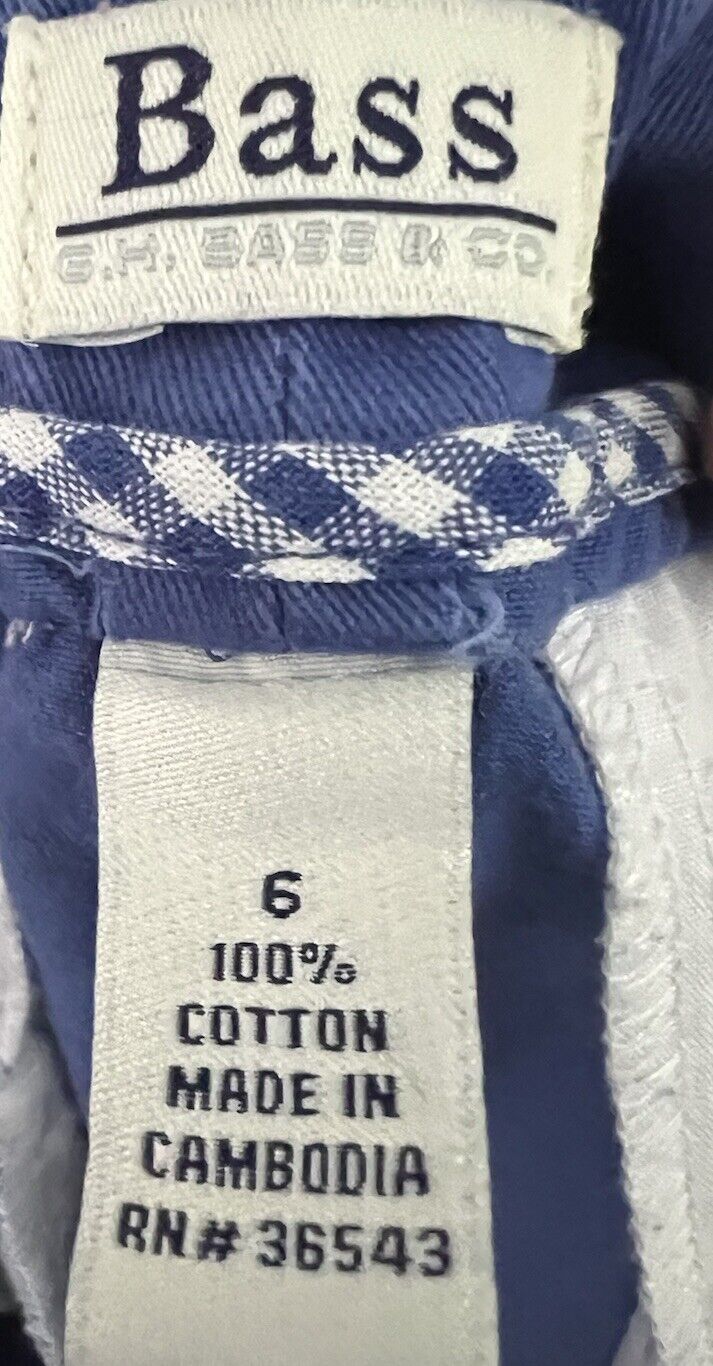 Bass
G.H. BASS & CO.
6
100%
COTTON
MADE IN
CAMBODIA
RN# 36543